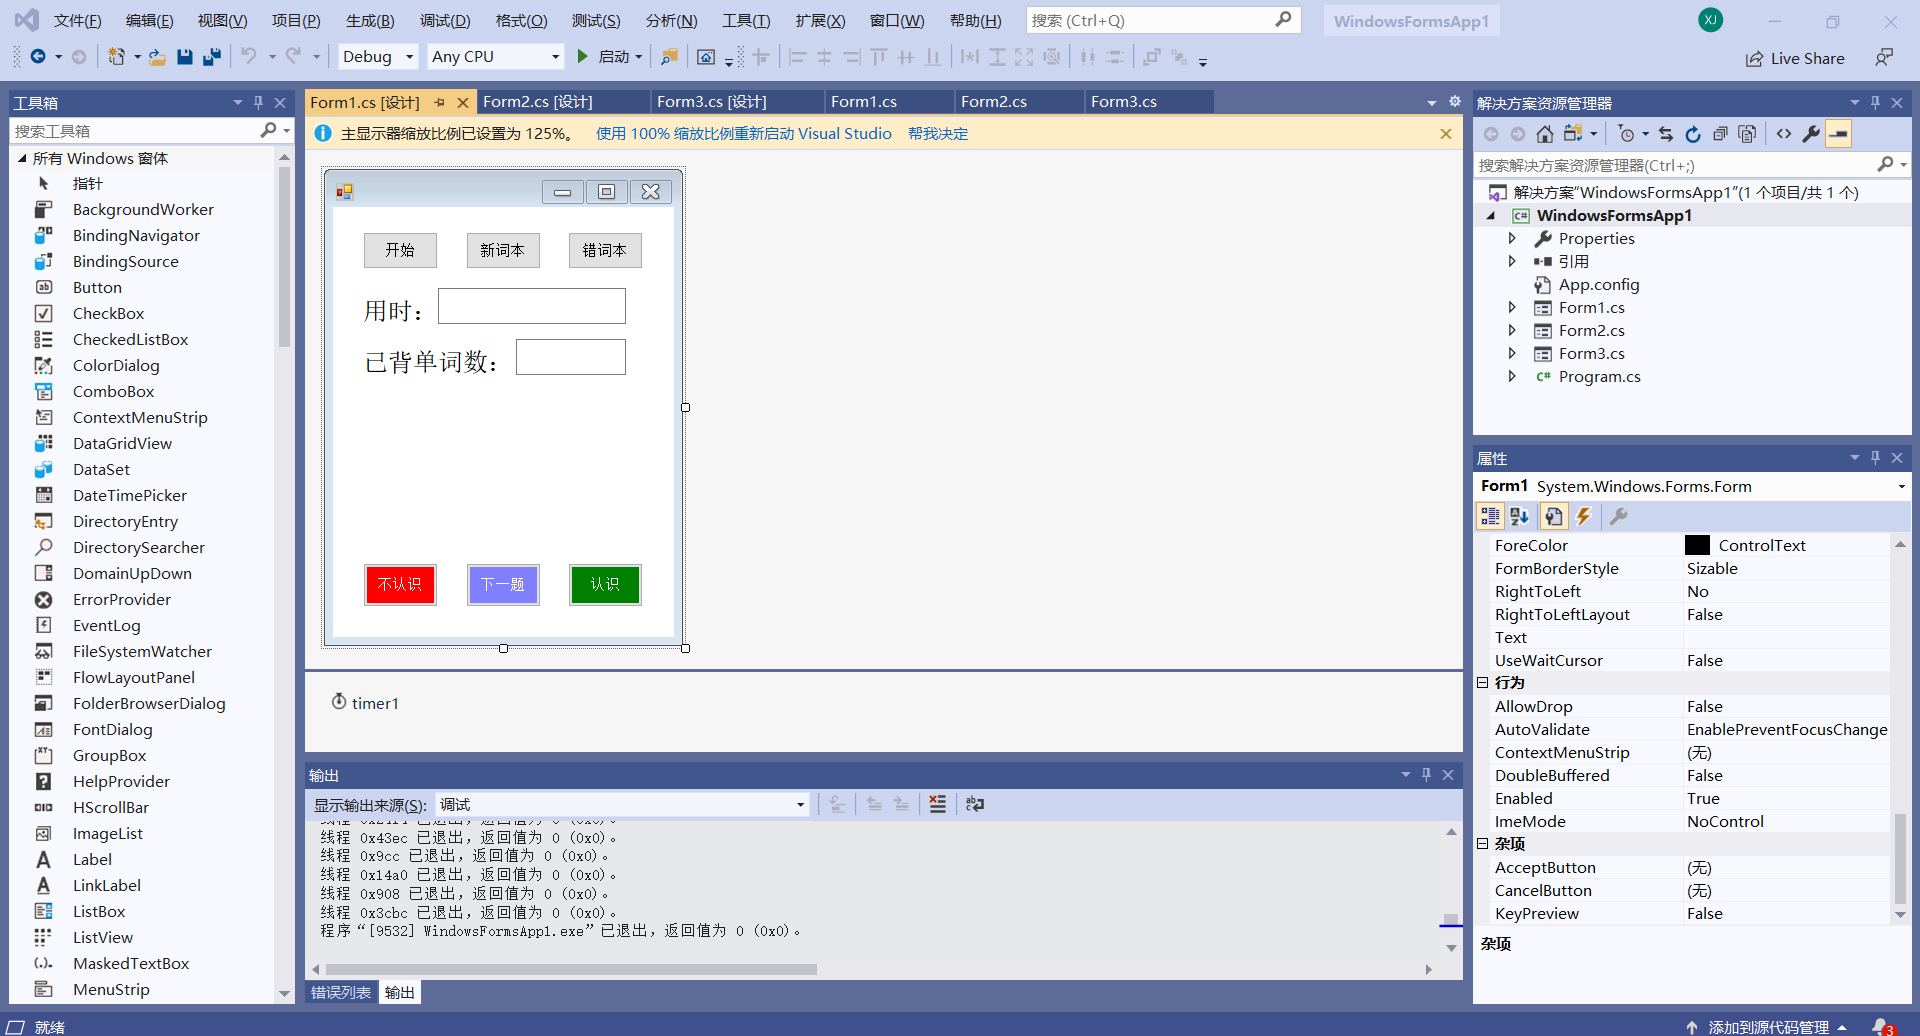 文件(F) 编辑(E) 视图(V) 项目(P) 生成(B) 调试(D) 格式(O) 测试(S) 分析(N) 工具(T) 扩展(X) 窗口(W) 帮助(H) 搜索 (Ctrl+Q) WindowsFormsApp1 XJ
Debug Any CPU 启动 Live Share
工具箱
搜索工具箱
所有 Windows 窗体
指针
BackgroundWorker
BindingNavigator
BindingSource
Button
CheckBox
CheckedListBox
ColorDialog
ComboBox
ContextMenuStrip
DataGridView
DataSet
DateTimePicker
DirectoryEntry
DirectorySearcher
DomainUpDown
ErrorProvider
EventLog
FileSystemWatcher
FlowLayoutPanel
FolderBrowserDialog
FontDialog
GroupBox
HelpProvider
HScrollBar
ImageList
Label
LinkLabel
ListBox
ListView
MaskedTextBox
MenuStrip
Form1.cs [设计] Form2.cs [设计] Form3.cs [设计] Form1.cs Form2.cs Form3.cs
主显示器缩放比例已设置为 125%。 使用 100% 缩放比例重新启动 Visual Studio 帮我决定
开始 新词本 错词本
用时：
已背单词数：
不认识 下一题 认识
timer1
输出
显示输出来源(S): 调试
线程 0x43ec 已退出，返回值为 0 (0x0)。
线程 0x9cc 已退出，返回值为 0 (0x0)。
线程 0x14a0 已退出，返回值为 0 (0x0)。
线程 0x908 已退出，返回值为 0 (0x0)。
线程 0x3cbc 已退出，返回值为 0 (0x0)。
程序“[9532] WindowsFormsApp1.exe”已退出，返回值为 0 (0x0)。
错误列表 输出
解决方案资源管理器
搜索解决方案资源管理器(Ctrl+;)
解决方案“WindowsFormsApp1”(1 个项目/共 1 个)
C# WindowsFormsApp1
Properties
引用
App.config
Form1.cs
Form2.cs
Form3.cs
C# Program.cs
属性
Form1 System.Windows.Forms.Form
ForeColor ControlText
FormBorderStyle Sizable
RightToLeft No
RightToLeftLayout False
Text
UseWaitCursor False
行为
AllowDrop False
AutoValidate EnablePreventFocusChange
ContextMenuStrip (无)
DoubleBuffered False
Enabled True
ImeMode NoControl
杂项
AcceptButton (无)
CancelButton (无)
KeyPreview False
杂项
就绪 添加到源代码管理 3